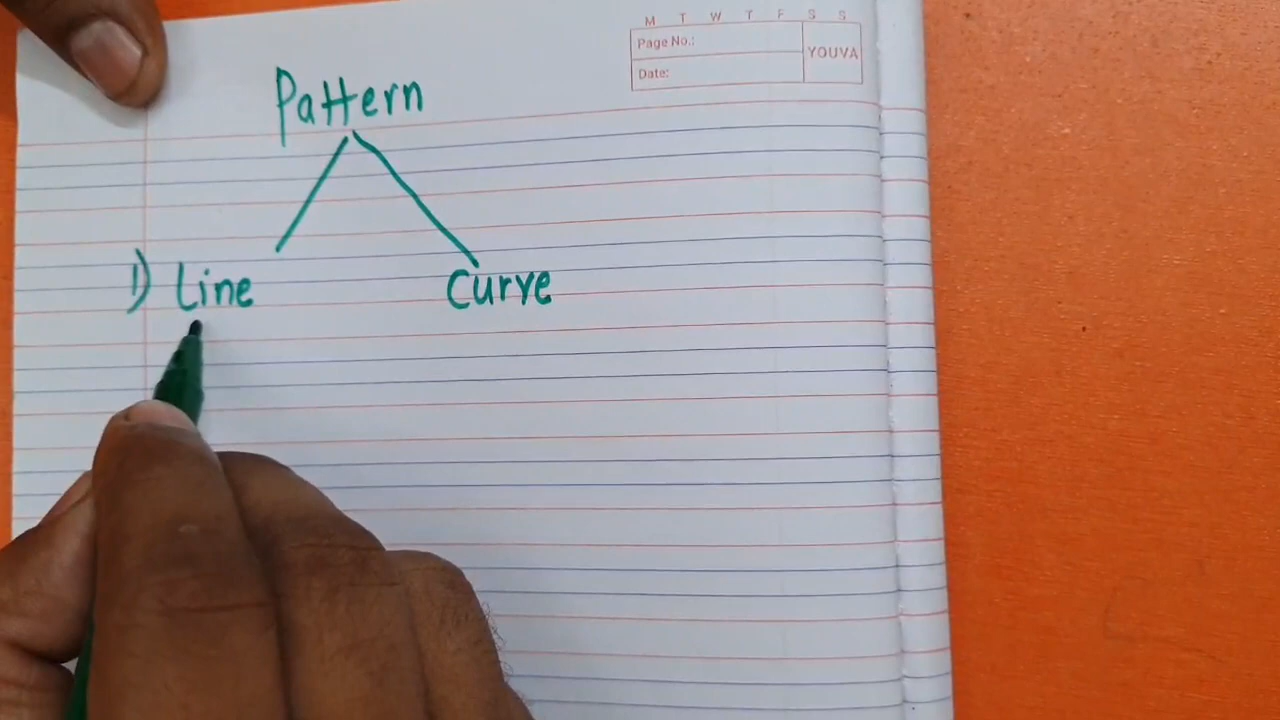 M T W T F S S
Page No.:
YOUVA
Date:
Pattern
1) Line
Curve